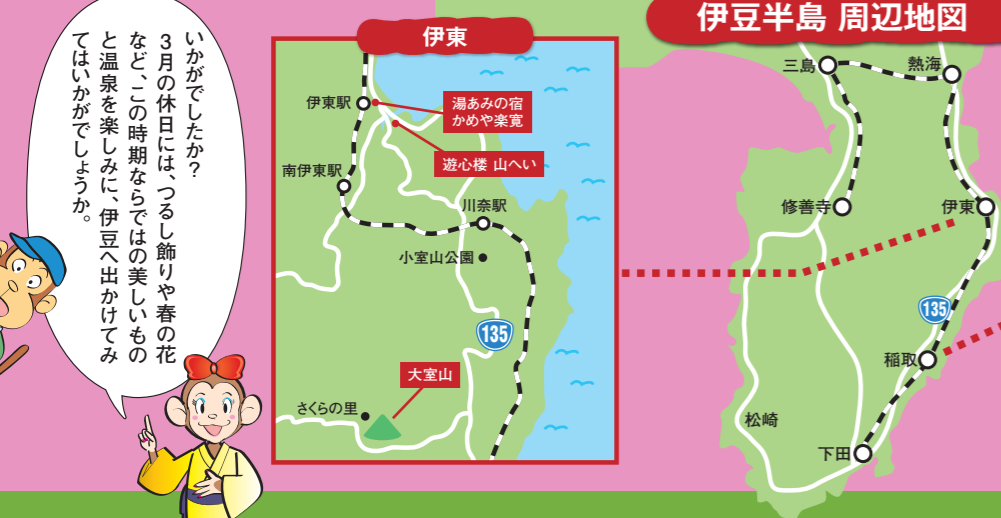 いかがでしたか？
３月の休日には、つるし飾りや春の花
など、この時期ならではの美しいもの
と温泉を楽しみに、伊豆へ出かけてみ
てはいかがでしょうか。
伊東
伊東駅
湯あみの宿
かめや楽寛
遊心楼 山へい
南伊東駅
川奈駅
小室山公園
135
大室山
さくらの里
伊豆半島 周辺地図
三島
熱海
修善寺
伊東
135
稲取
松崎
下田